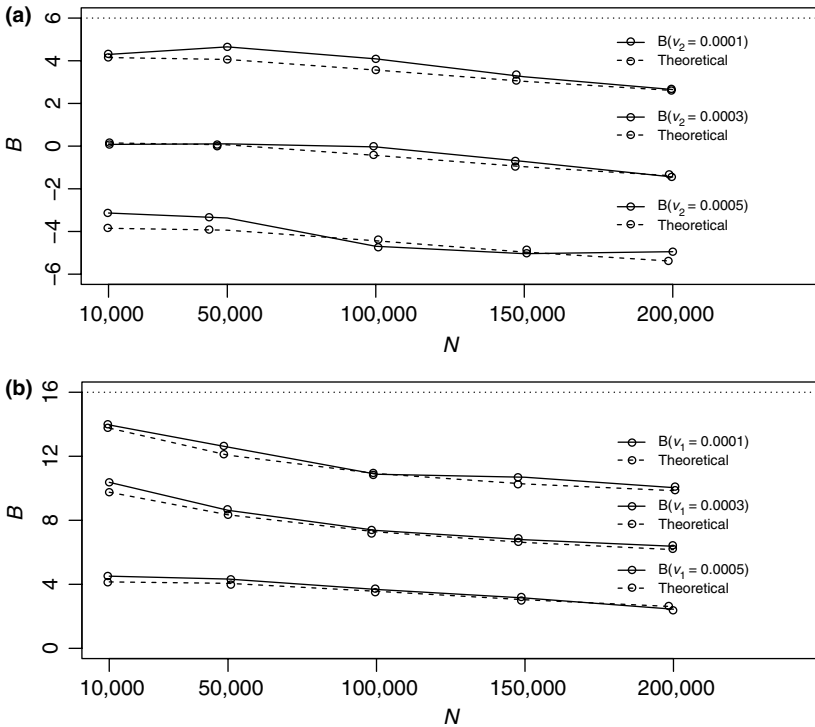 (a)
6
4
2
0
−2
−4
−6
B
B(v2 = 0.0001)
Theoretical
B(v2 = 0.0003)
Theoretical
B(v2 = 0.0005)
Theoretical
10,000 50,000 100,000 150,000 200,000
N
(b)
16
12
8
4
0
B
B(v1 = 0.0001)
Theoretical
B(v1 = 0.0003)
Theoretical
B(v1 = 0.0005)
Theoretical
10,000 50,000 100,000 150,000 200,000
N